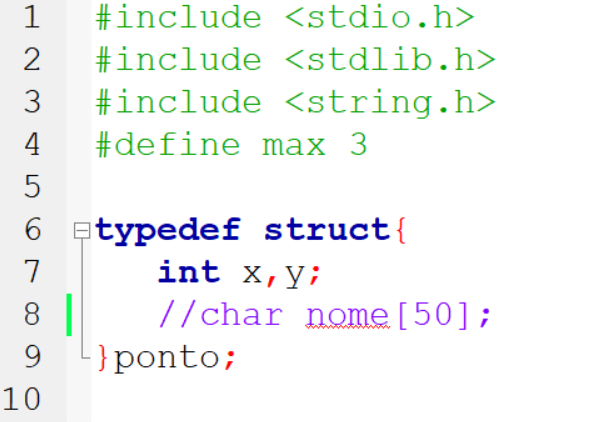 1 #include <stdio.h>
2 #include <stdlib.h>
3 #include <string.h>
4 #define max 3
5
6 typedef struct{
7 int x,y;
8 //char nome[50];
9 }ponto;
10